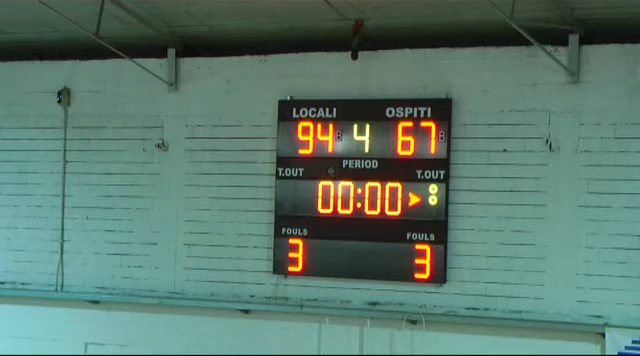 LOCALI OSPITI
94 4 67
PERIOD
T.OUT T.OUT
00:00
FOULS FOULS
3 3